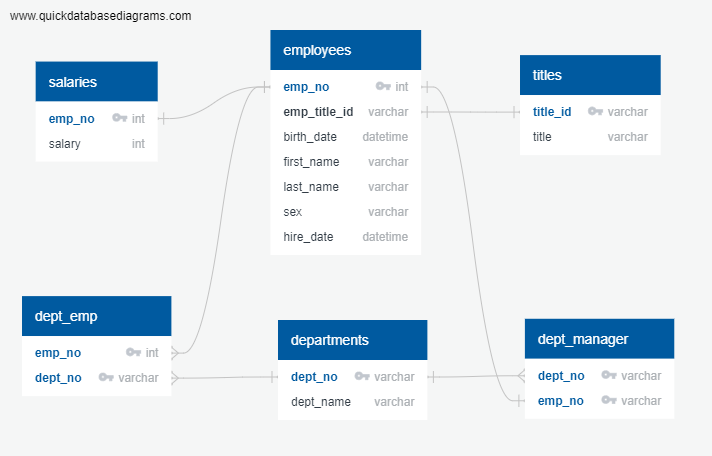 www.quickdatabasediagrams.com
employees
emp_no int
emp_title_id varchar
birth_date datetime
first_name varchar
last_name varchar
sex varchar
hire_date datetime
salaries
emp_no int
salary int
titles
title_id varchar
title varchar
dept_emp
emp_no int
dept_no varchar
departments
dept_no varchar
dept_name varchar
dept_manager
dept_no varchar
emp_no varchar